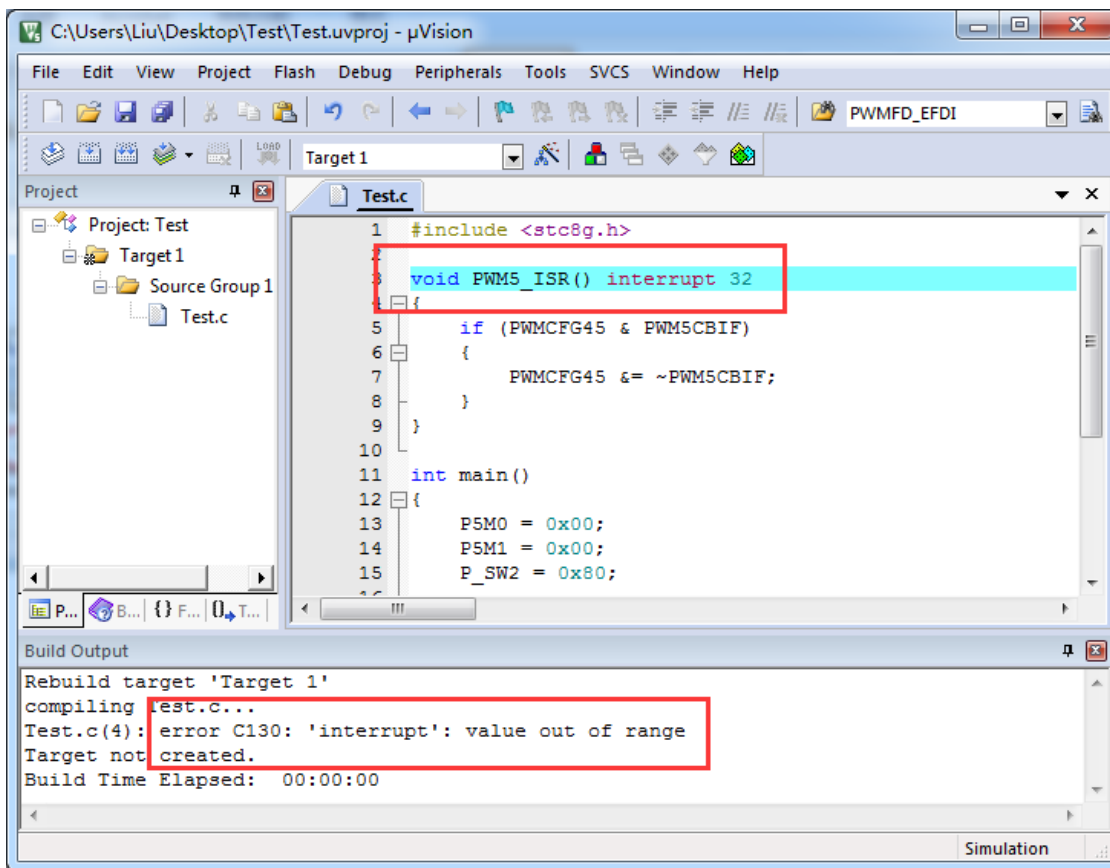 C:\Users\Liu\Desktop\Test\Test.uvproj - µVision
File Edit View Project Flash Debug Peripherals Tools SVCS Window Help
PWMFD_EFDI
LOAD
Target 1
Project
Project: Test
Target 1
Source Group 1
Test.c
P... B... {} F... 0 T...
Test.c
1 #include <stc8g.h>
2
3 void PWM5_ISR() interrupt 32
4 {
5 if (PWMCFG45 & PWM5CBIF)
6 {
7 PWMCFG45 &= ~PWM5CBIF;
8 }
9 }
10
11 int main()
12 {
13 P5M0 = 0x00;
14 P5M1 = 0x00;
15 P_SW2 = 0x80;
Build Output
Rebuild target 'Target 1'
compiling Test.c...
Test.c(4): error C130: 'interrupt': value out of range
Target not created.
Build Time Elapsed: 00:00:00
Simulation